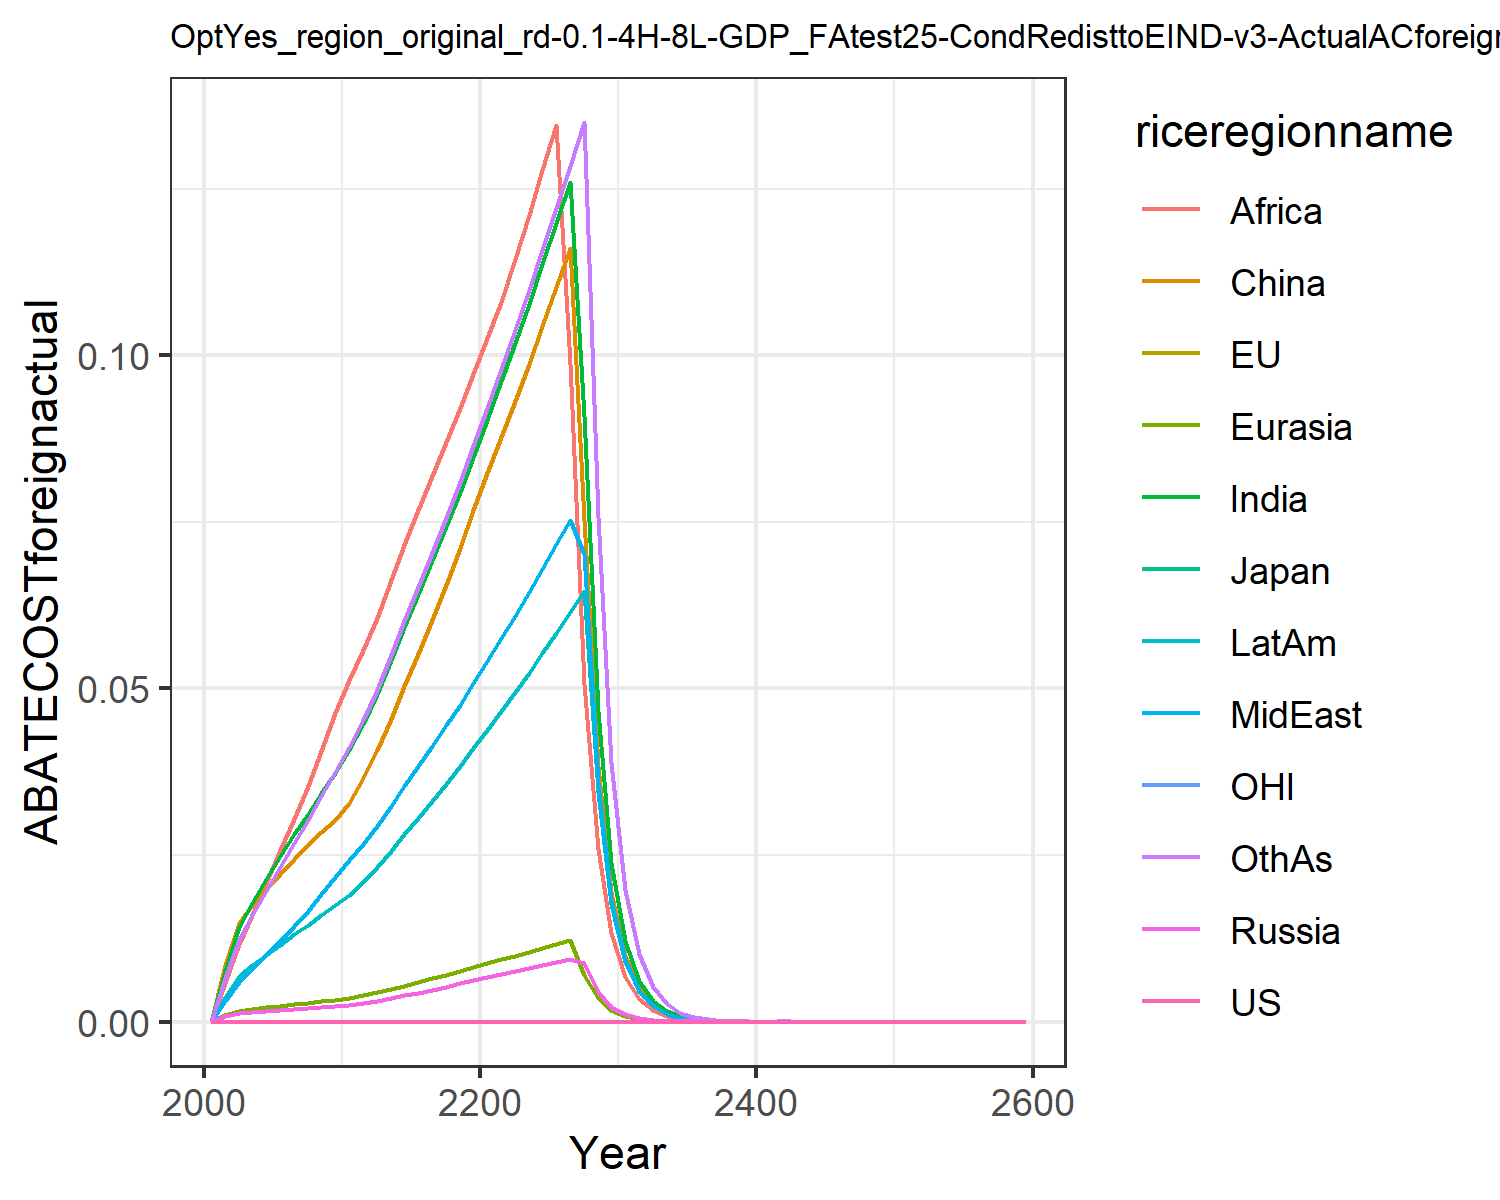 OptYes_region_original_rd-0.1-4H-8L-GDP_FAtest25-CondRedisttoEIND-v3-ActualACforeign
ABATECOSTforeignactual
0.10
0.05
0.00
2000 2200 2400 2600
Year
riceregionname
Africa
China
EU
Eurasia
India
Japan
LatAm
MidEast
OHI
OthAs
Russia
US